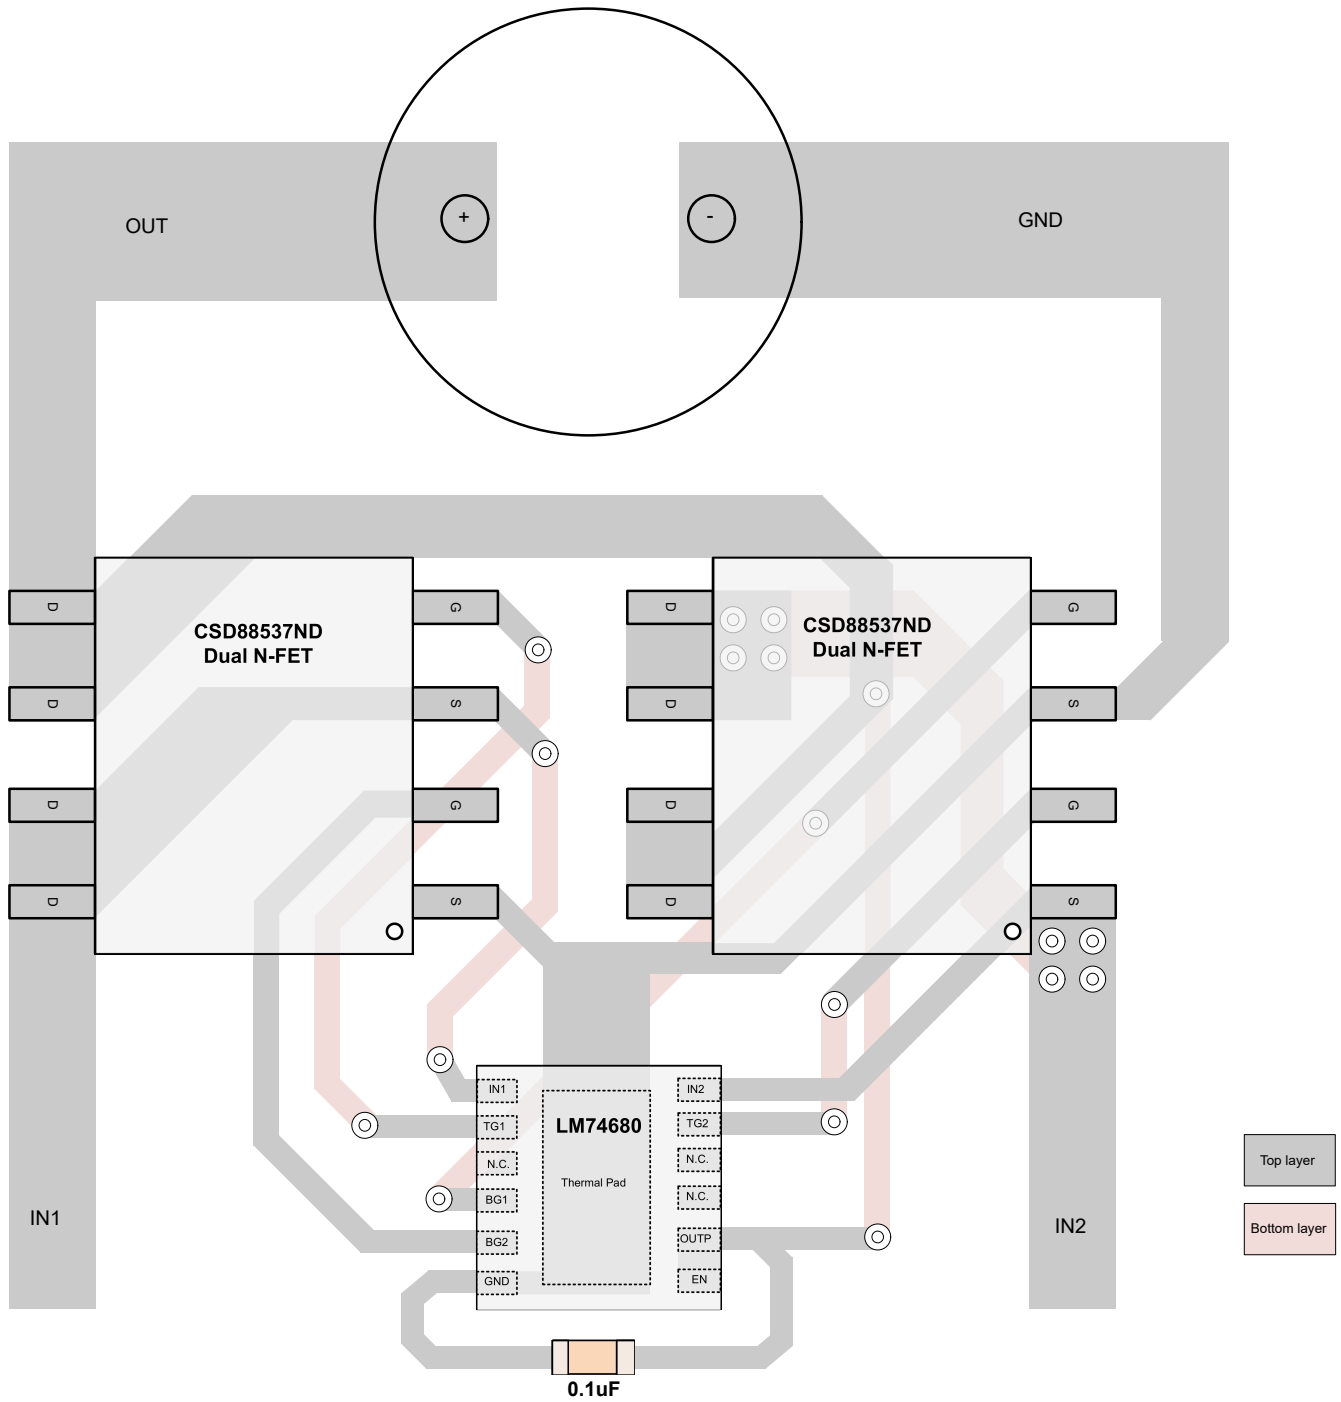 +
-
OUT
GND
D
G
D
G
CSD88537ND
Dual N-FET
CSD88537ND
Dual N-FET
D
S
D
S
D
G
D
G
D
S
D
S
IN1
IN2
TG1
LM74680
TG2
N.C.
N.C.
Thermal Pad
BG1
N.C.
BG2
OUTP
GND
EN
IN1
IN2
Top layer
Bottom layer
0.1uF